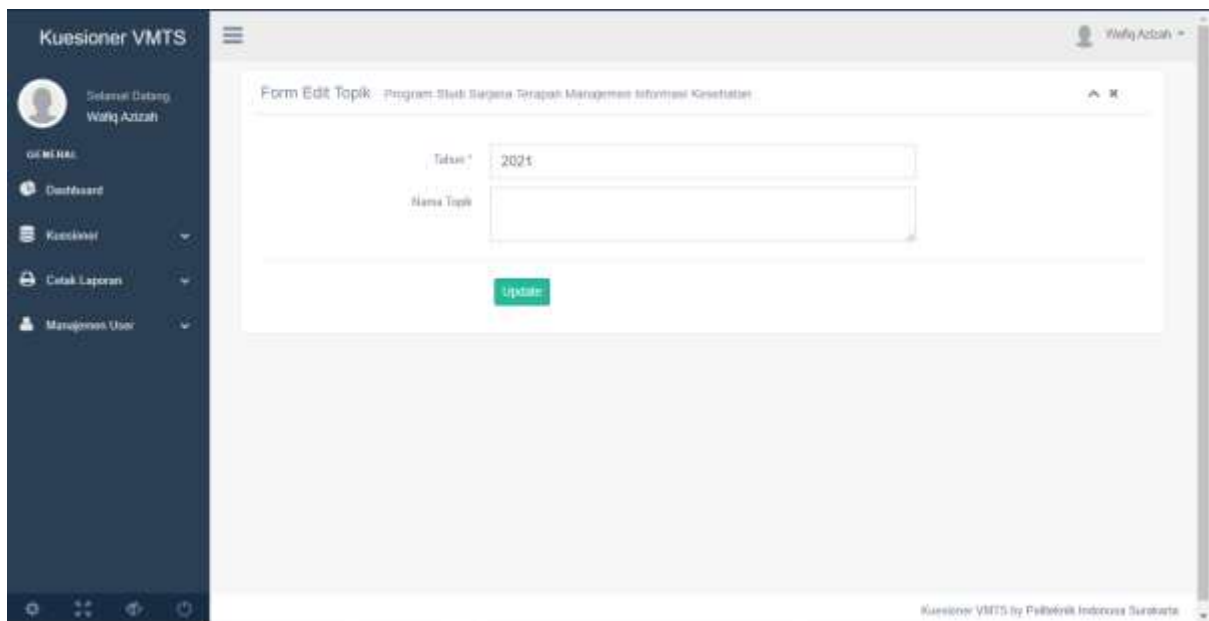 Kuesioner VMTS
Wafiq Azizah
Selamat Datang,
Wafiq Azizah
GENERAL
Dashboard
Kuesioner
Cetak Laporan
Manajemen User
Form Edit Topik Program Studi Sarjana Terapan Manajemen Informasi Kesehatan
Tahun *
2021
Nama Topik
Update
Kuesioner VMTS by Politeknik Indonusa Surakarta